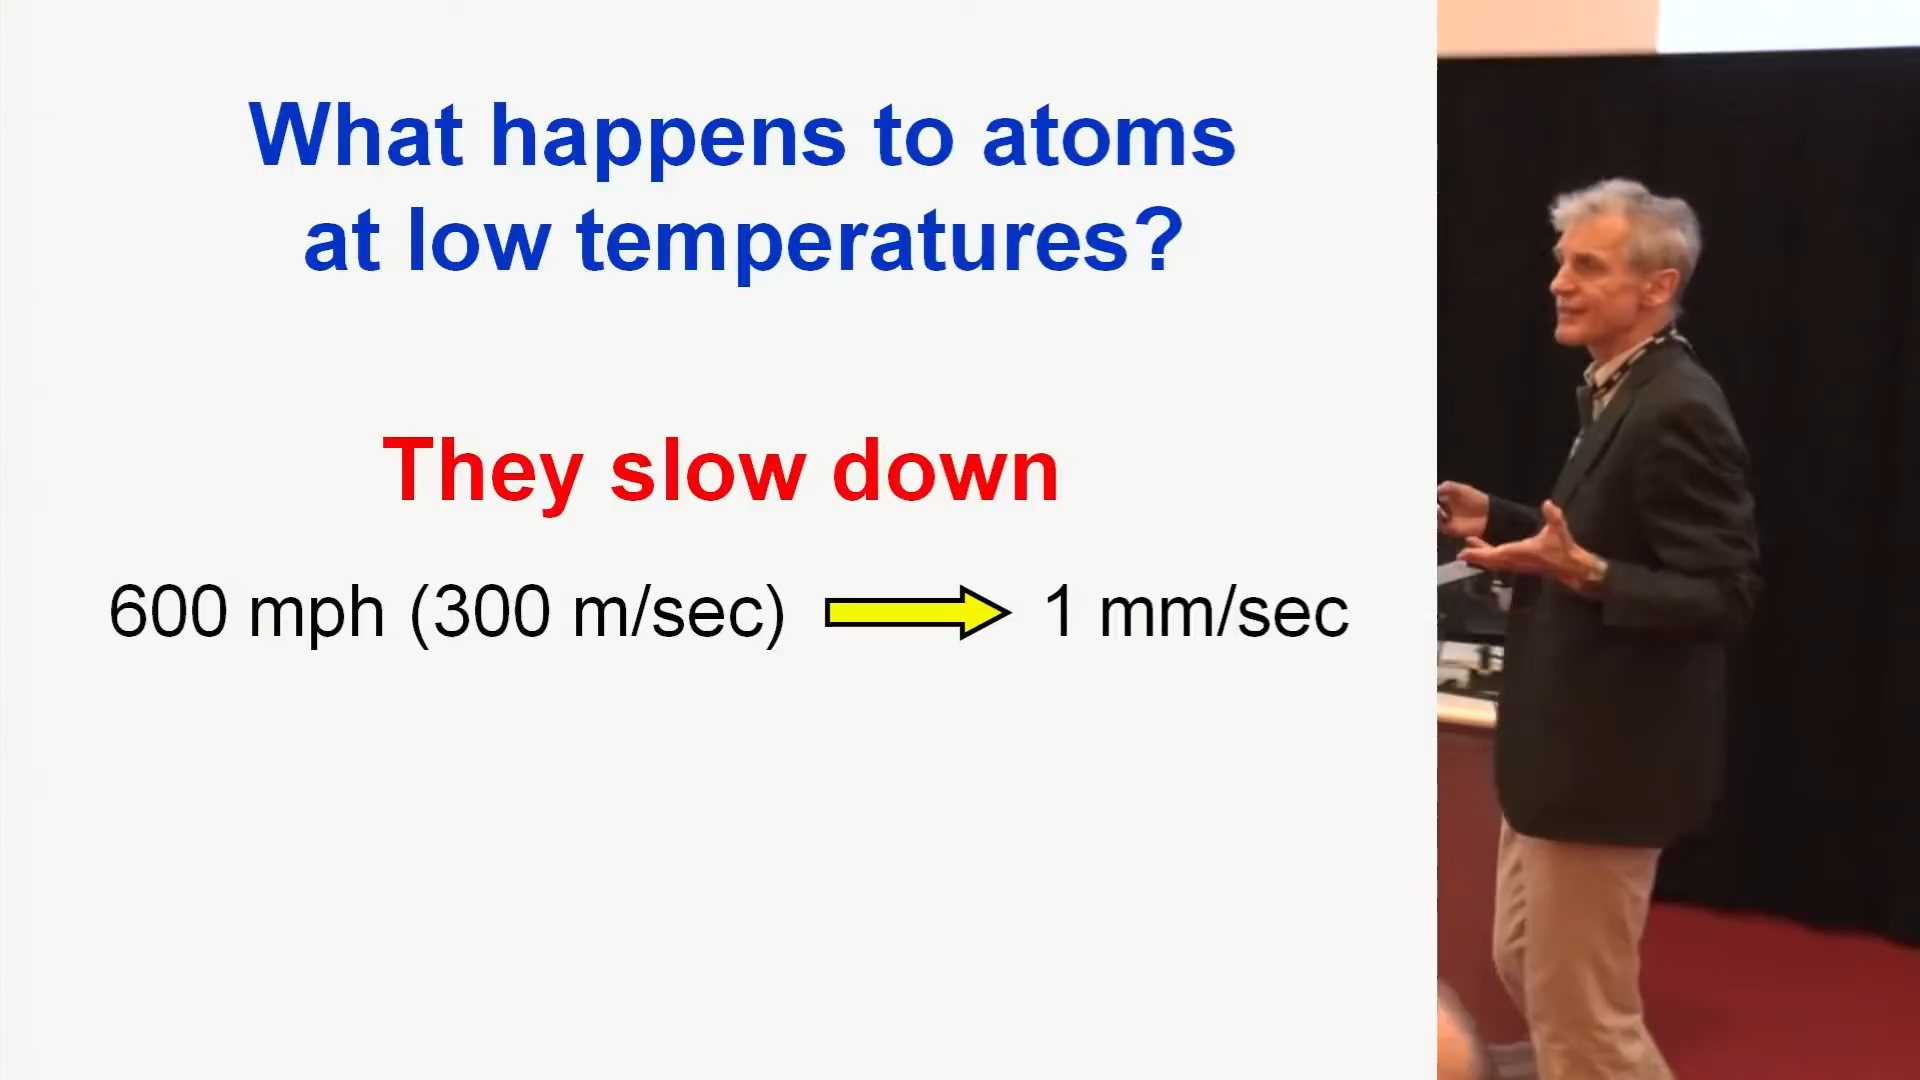 What happens to atoms
at low temperatures?
They slow down
600 mph (300 m/sec) 1 mm/sec